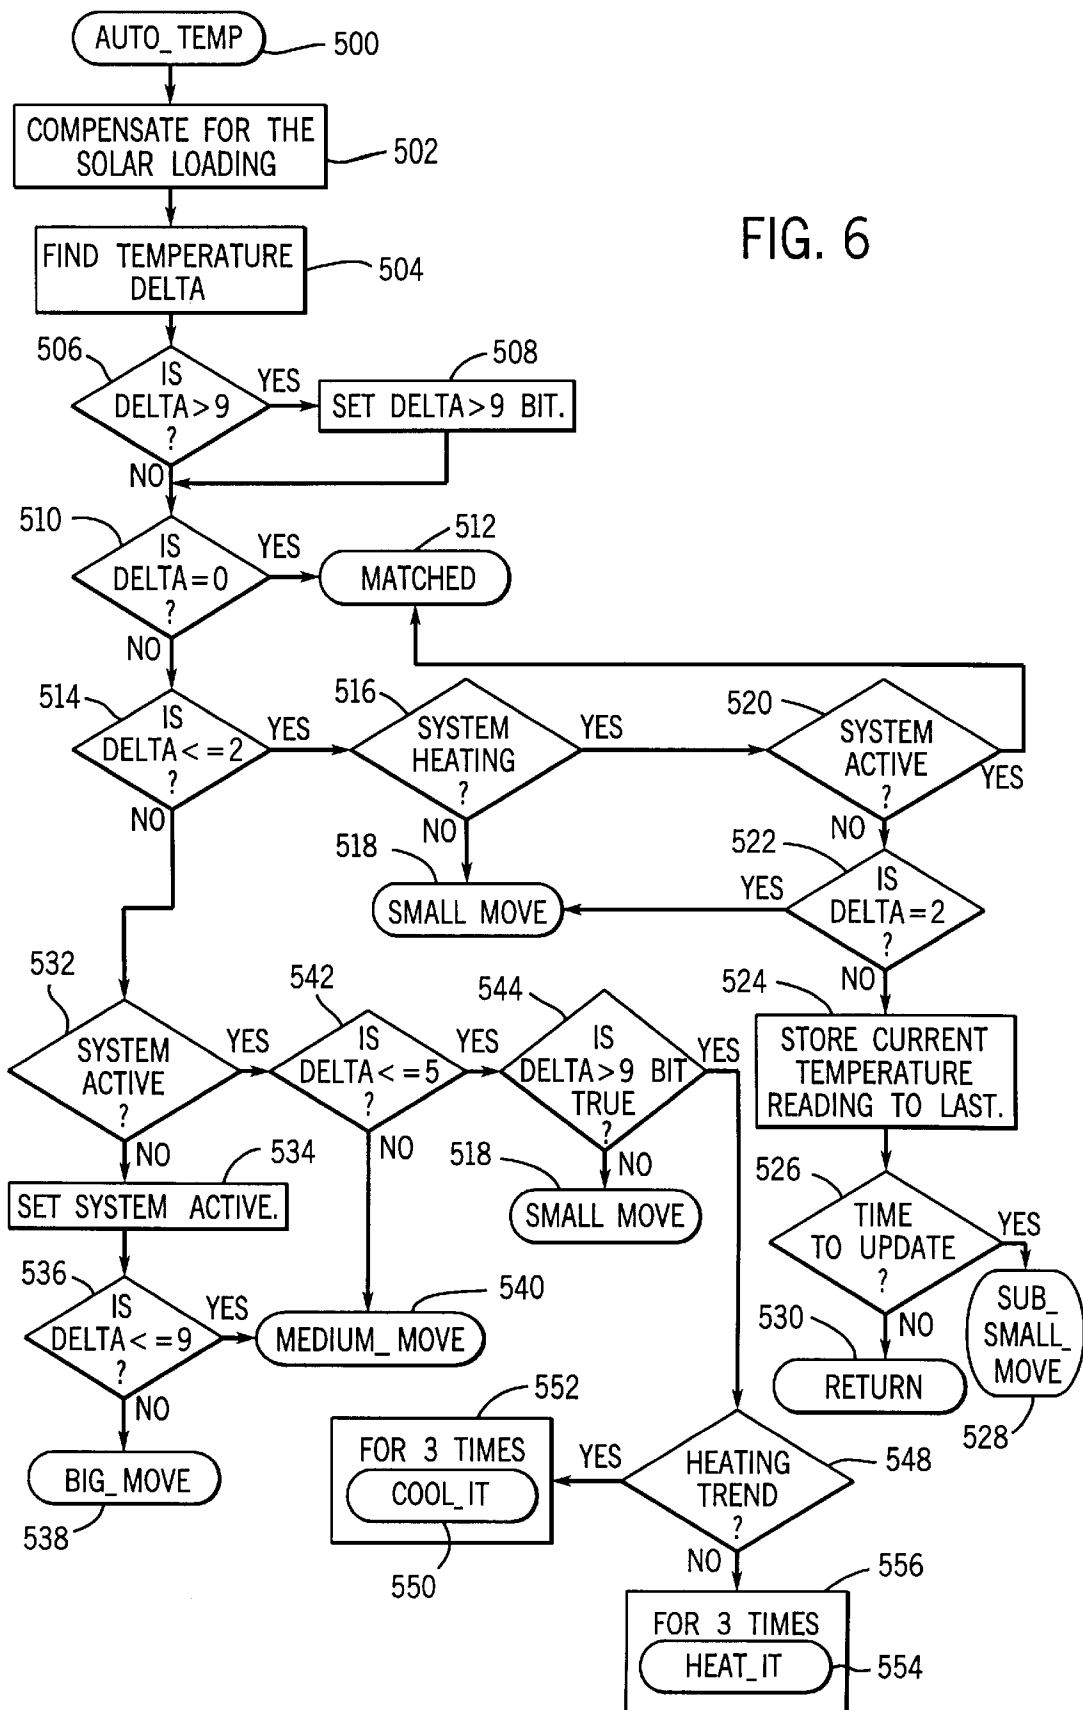 AUTO_TEMP
500
COMPENSATE FOR THE
SOLAR LOADING
502
FIG. 6
FIND TEMPERATURE
DELTA
504
506
IS
DELTA>9
?
YES
508
SET DELTA>9 BIT.
NO
510
IS
DELTA=0
?
YES
512
MATCHED
NO
514
IS
DELTA<=2
?
YES
516
SYSTEM
HEATING
?
YES
520
SYSTEM
ACTIVE
?
YES
NO
NO
518
SMALL MOVE
NO
522
YES
IS
DELTA=2
?
NO
532
SYSTEM
ACTIVE
?
YES
542
IS
DELTA<=5
?
YES
544
IS
DELTA>9 BIT
TRUE
?
YES
524
STORE CURRENT
TEMPERATURE
READING TO LAST.
NO
534
SET SYSTEM ACTIVE.
NO
518
NO
SMALL MOVE
526
TIME
TO UPDATE
?
YES
536
IS
DELTA<=9
?
YES
540
MEDIUM_MOVE
530
NO
RETURN
SUB_
SMALL_
MOVE
528
NO
BIG_MOVE
538
552
FOR 3 TIMES
COOL_IT
550
YES
HEATING
TREND
?
548
NO
556
FOR 3 TIMES
HEAT_IT
554